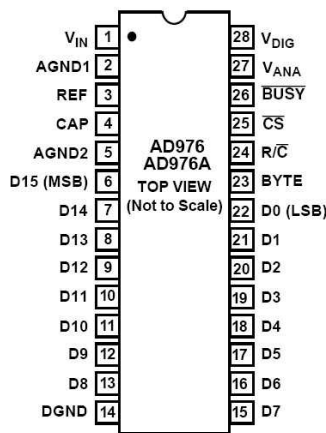 V_IN 1 28 V_DIG
AGND1 2 27 V_ANA
REF 3 26 B̅U̅S̅Y̅
CAP 4 25 C̅S̅
AGND2 5 24 R/C̅
D15 (MSB) 6 23 BYTE
D14 7 22 D0 (LSB)
D13 8 21 D1
D12 9 20 D2
D11 10 19 D3
D10 11 18 D4
D9 12 17 D5
D8 13 16 D6
DGND 14 15 D7
AD976
AD976A
TOP VIEW
(Not to Scale)